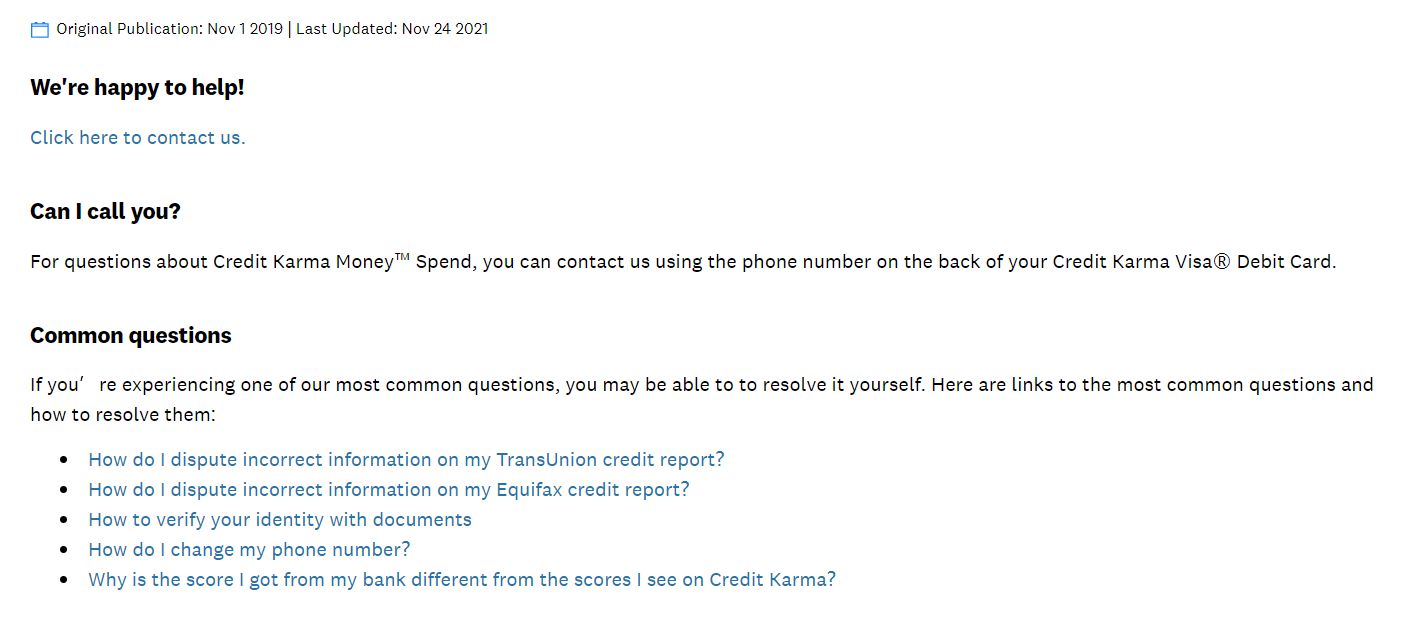 Original Publication: Nov 1 2019 | Last Updated: Nov 24 2021
We're happy to help!
Click here to contact us.
Can I call you?
For questions about Credit Karma Money™ Spend, you can contact us using the phone number on the back of your Credit Karma Visa® Debit Card.
Common questions
If you′ re experiencing one of our most common questions, you may be able to to resolve it yourself. Here are links to the most common questions and
how to resolve them:
• How do I dispute incorrect information on my TransUnion credit report?
• How do I dispute incorrect information on my Equifax credit report?
• How to verify your identity with documents
• How do I change my phone number?
• Why is the score I got from my bank different from the scores I see on Credit Karma?